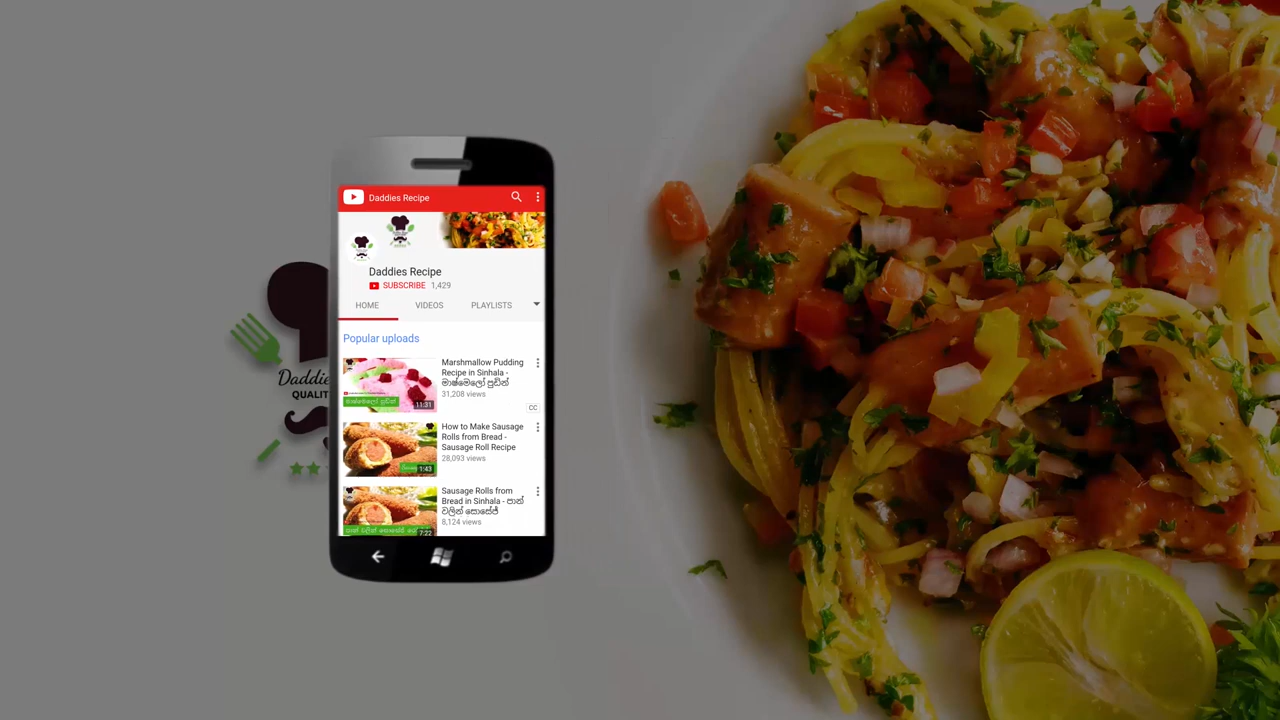 Daddies Recipe
Daddies Recipe
SUBSCRIBE 1,429
HOME VIDEOS PLAYLISTS
Popular uploads
Marshmallow Pudding
Recipe in Sinhala -
මාෂ්මෙලෝ පුඩින්
31,208 views
CC
මාෂ්මෙලෝ පුඩින්
11:31
How to Make Sausage
Rolls from Bread -
Sausage Roll Recipe
28,093 views
1:43
Sausage Rolls from
Bread in Sinhala - පාන්
වලින් සොසේජ්
8,124 views
පාන් වලින් සොසේජ්
7:22
Daddie
QUALIT